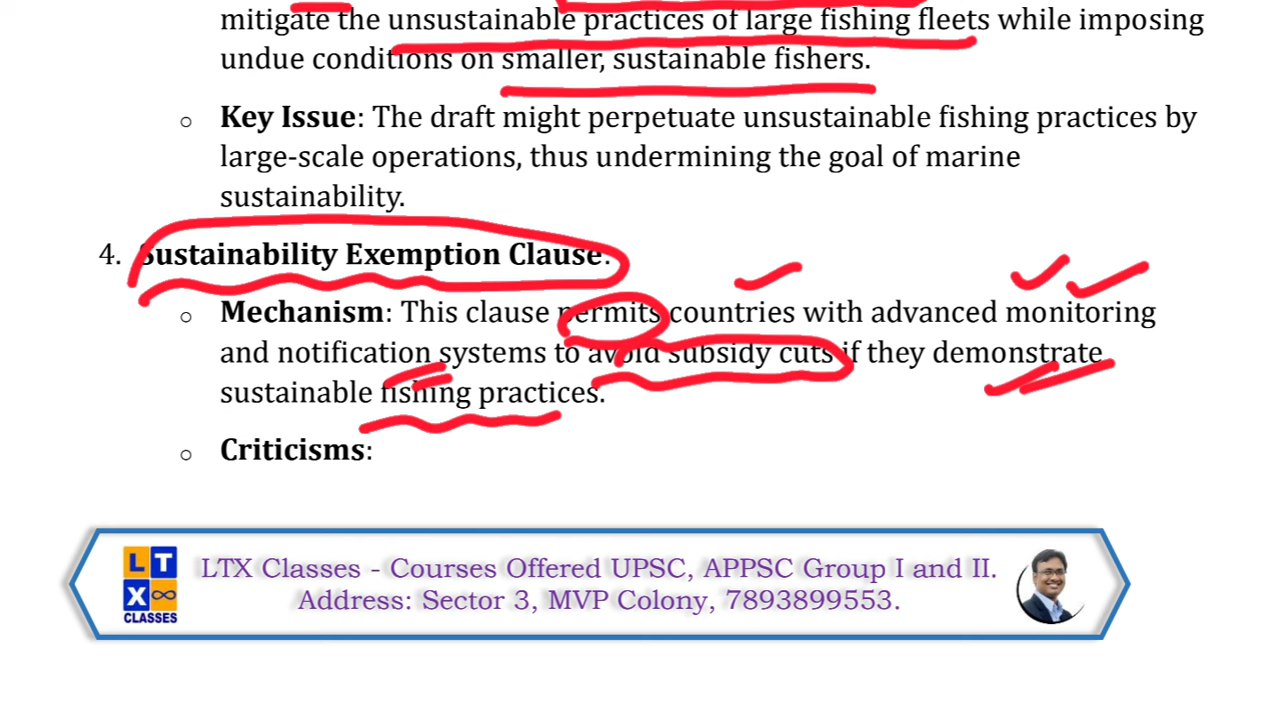 mitigate the unsustainable practices of large fishing fleets while imposing
undue conditions on smaller, sustainable fishers.
○ Key Issue: The draft might perpetuate unsustainable fishing practices by
large-scale operations, thus undermining the goal of marine
sustainability.
4. Sustainability Exemption Clause:
○ Mechanism: This clause permits countries with advanced monitoring
and notification systems to avoid subsidy cuts if they demonstrate
sustainable fishing practices.
○ Criticisms:
LT
X∞
CLASSES
LTX Classes - Courses Offered UPSC, APPSC Group I and II.
Address: Sector 3, MVP Colony, 7893899553.